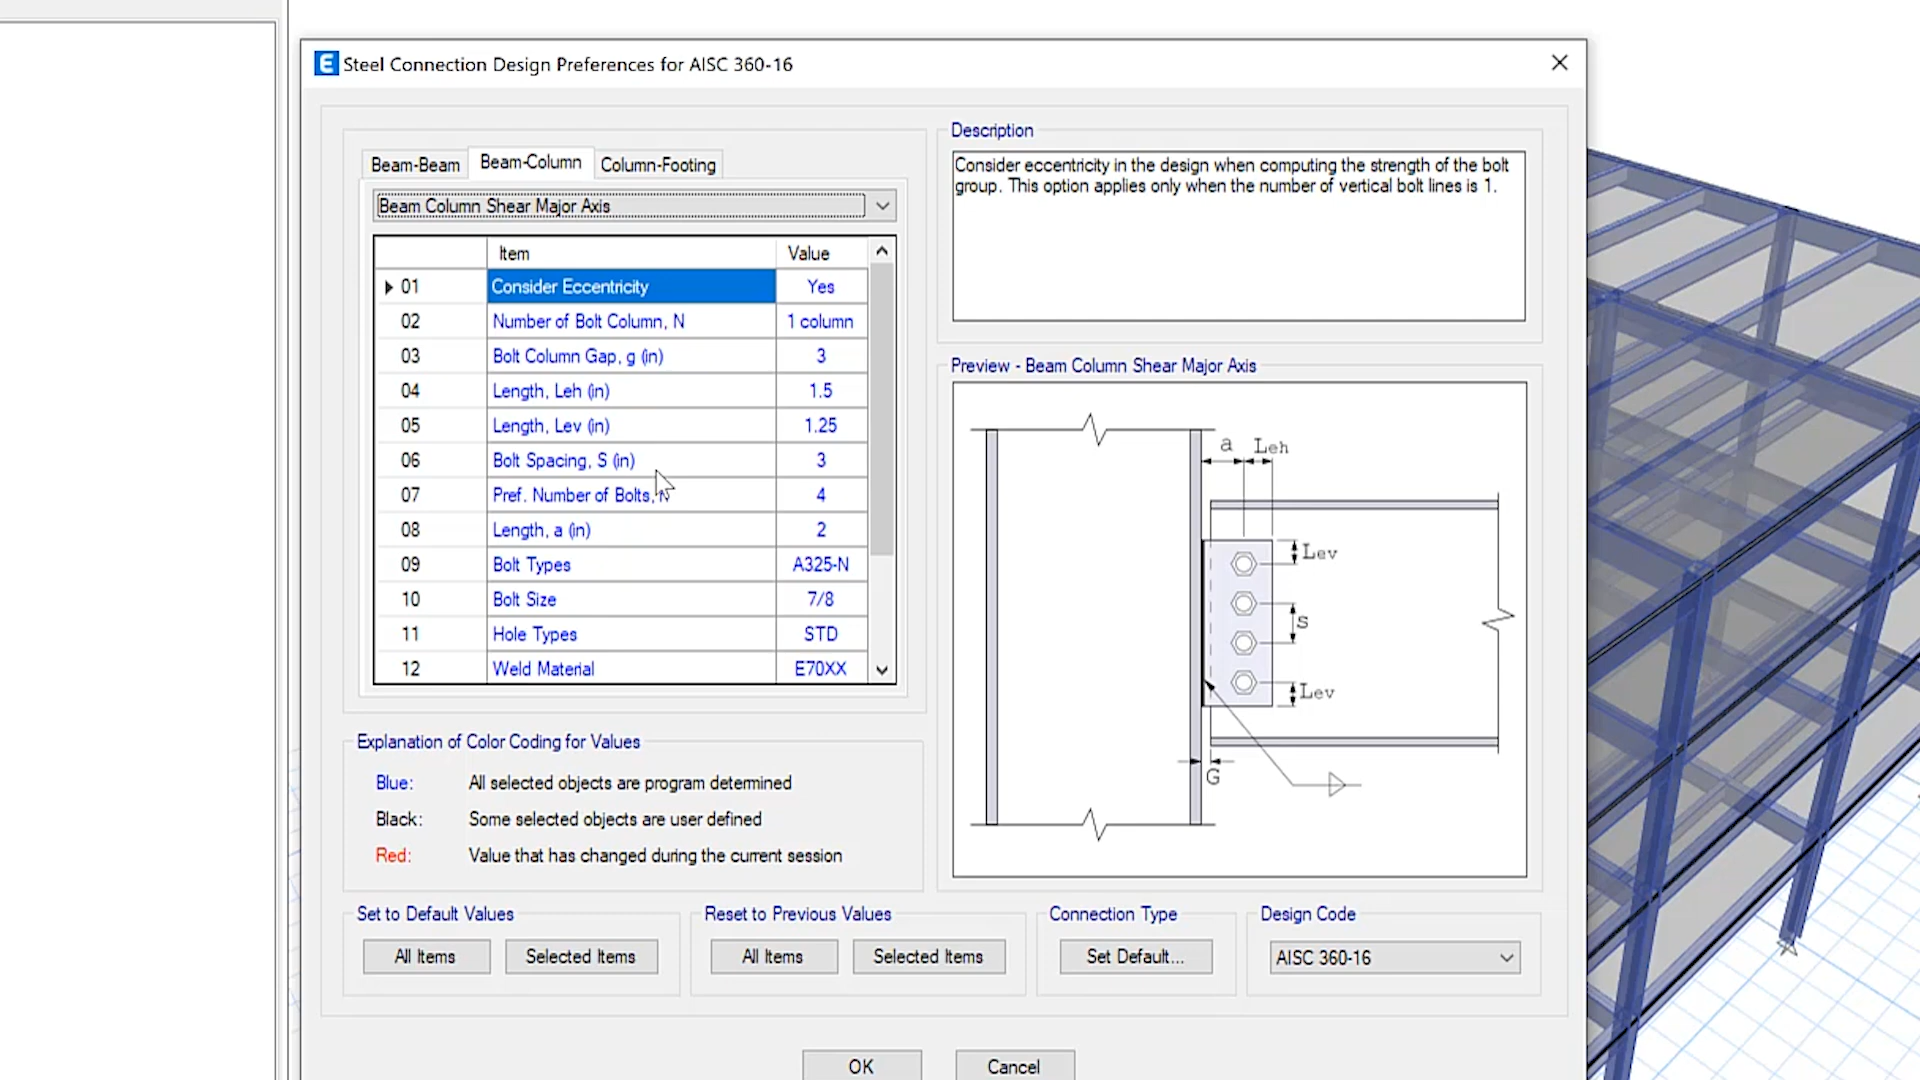 E Steel Connection Design Preferences for AISC 360-16
Beam-Beam
Beam-Column
Column-Footing
Beam Column Shear Major Axis
Item Value
01 Consider Eccentricity Yes
02 Number of Bolt Column, N 1 column
03 Bolt Column Gap, g (in) 3
04 Length, Leh (in) 1.5
05 Length, Lev (in) 1.25
06 Bolt Spacing, S (in) 3
07 Pref. Number of Bolts, 4
08 Length, a (in) 2
09 Bolt Types A325-N
10 Bolt Size 7/8
11 Hole Types STD
12 Weld Material E70XX
Explanation of Color Coding for Values
Blue: All selected objects are program determined
Black: Some selected objects are user defined
Red: Value that has changed during the current session
Description
Consider eccentricity in the design when computing the strength of the bolt
group. This option applies only when the number of vertical bolt lines is 1.
Preview - Beam Column Shear Major Axis
a Leh
Lev
S
Lev
G
Set to Default Values
All Items
Selected Items
Reset to Previous Values
All Items
Selected Items
Connection Type
Set Default...
Design Code
AISC 360-16
OK
Cancel